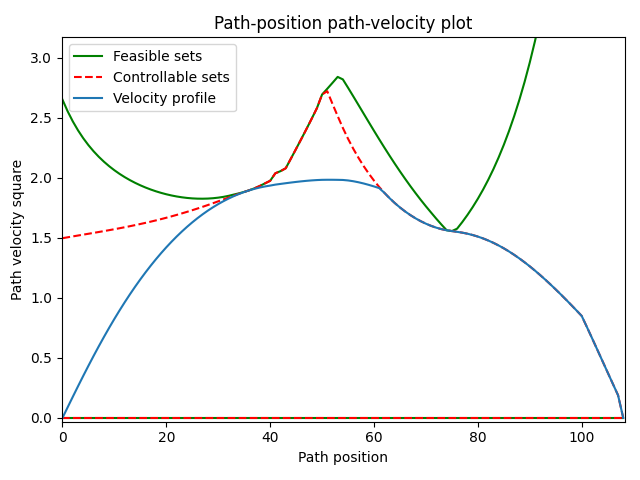 Path-position path-velocity plot
Feasible sets
Controllable sets
Velocity profile
Path velocity square
3.0
2.5
2.0
1.5
1.0
0.5
0.0
0 20 40 60 80 100
Path position